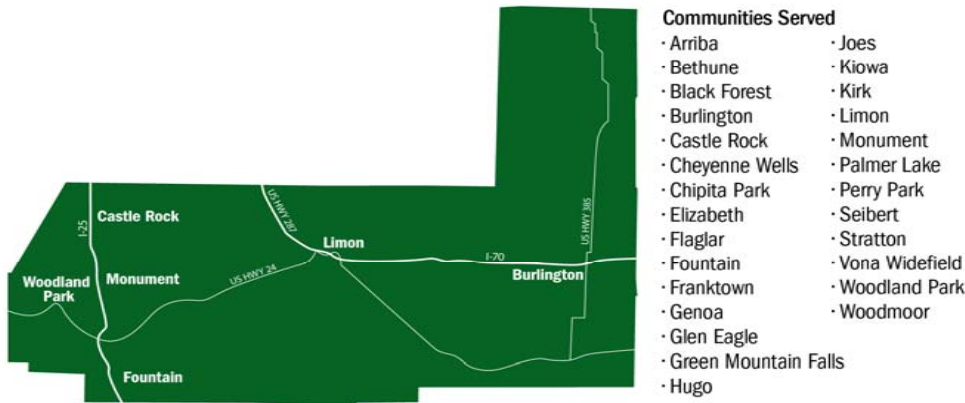 Castle Rock
I-25
US HWY 287
Limon
US HWY 385
I-70
Burlington
US HWY 24
Woodland
Park
Monument
Fountain
Communities Served
· Arriba
· Bethune
· Black Forest
· Burlington
· Castle Rock
· Cheyenne Wells
· Chipita Park
· Elizabeth
· Flaglar
· Fountain
· Franktown
· Genoa
· Glen Eagle
· Green Mountain Falls
· Hugo
· Joes
· Kiowa
· Kirk
· Limon
· Monument
· Palmer Lake
· Perry Park
· Seibert
· Stratton
· Vona Widefield
· Woodland Park
· Woodmoor